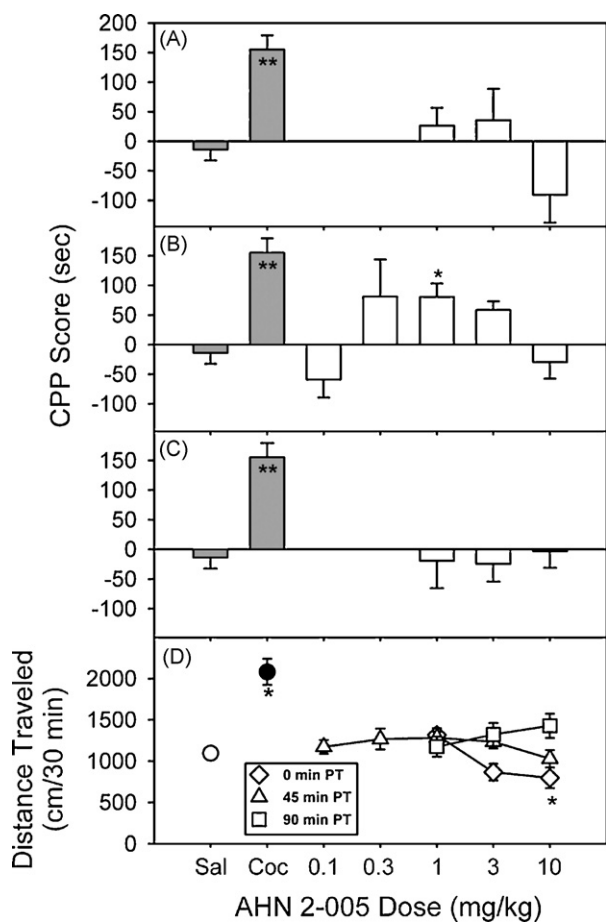 (A)
200
150
100
50
0
-50
-100
**
(B)
150
100
50
0
-50
-100
**
*
CPP Score (sec)
(C)
150
100
50
0
-50
-100
**
(D)
2000
1500
1000
500
0
*
*
Distance Traveled
(cm/30 min)
0 min PT
45 min PT
90 min PT
Sal Coc 0.1 0.3 1 3 10
AHN 2-005 Dose (mg/kg)